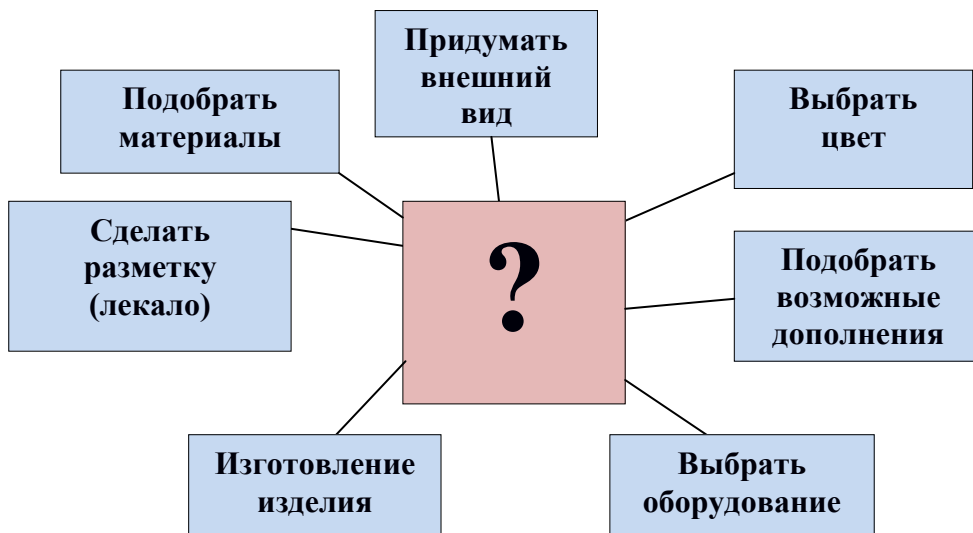 Придумать
внешний
вид
Подобрать
материалы
Выбрать
цвет
Сделать
разметку
(лекало)
?
Подобрать
возможные
дополнения
Изготовление
изделия
Выбрать
оборудование